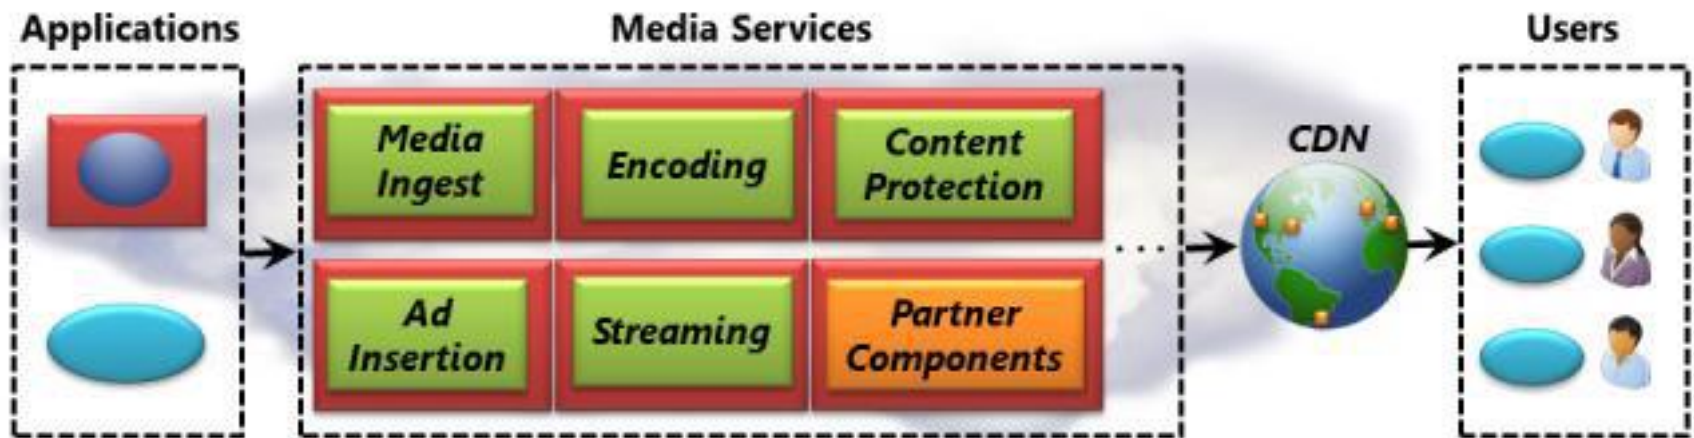 Applications
Media Services
Users
Media
Ingest
Encoding
Content
Protection
Ad
Insertion
Streaming
Partner
Components
....
CDN